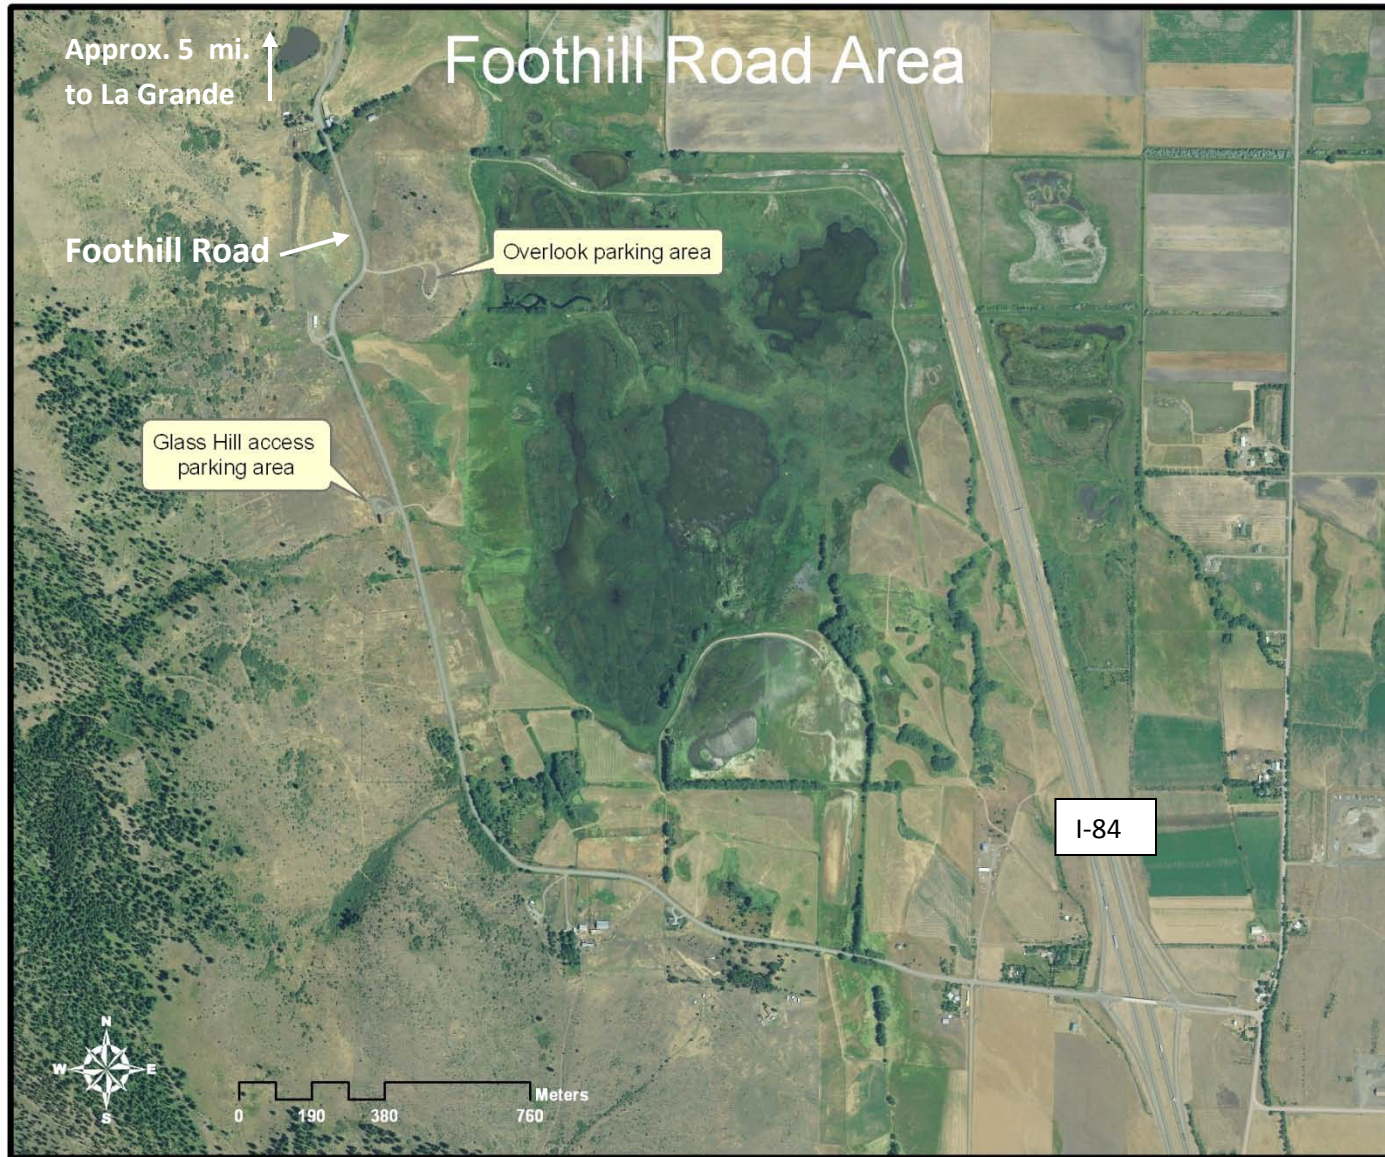 Foothill Road Area
Approx. 5 mi.
to La Grande
Foothill Road
Overlook parking area
Glass Hill access
parking area
I-84
N
W E
S
Meters
0 190 380 760